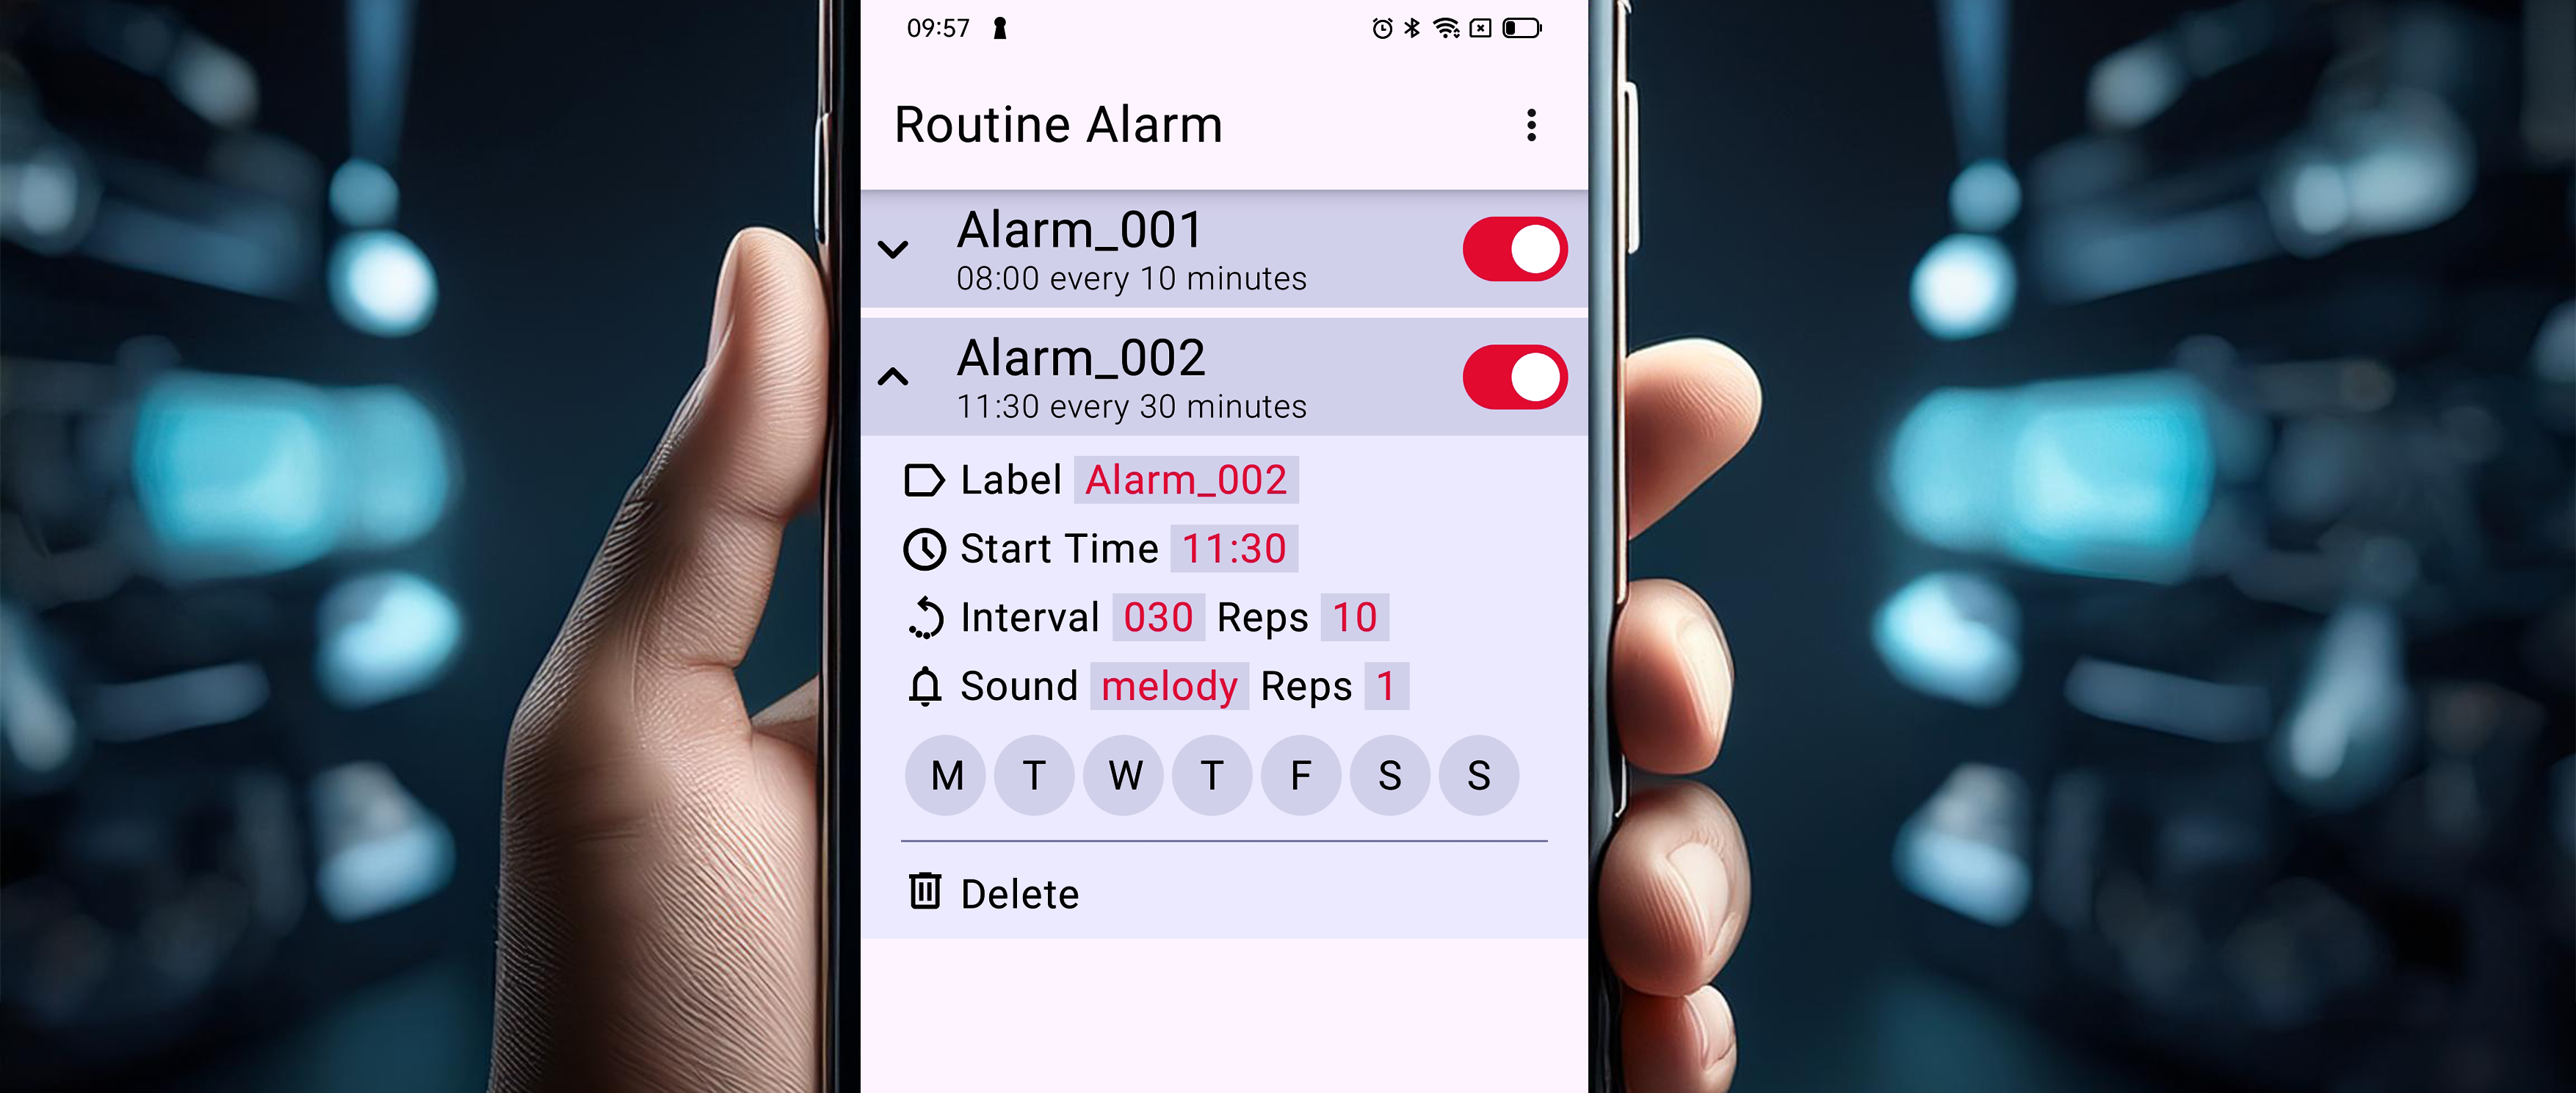 09:57
Routine Alarm
Alarm_001
08:00 every 10 minutes
Alarm_002
11:30 every 30 minutes
Label Alarm_002
Start Time 11:30
Interval 030 Reps 10
Sound melody Reps 1
M T W T F S S
Delete